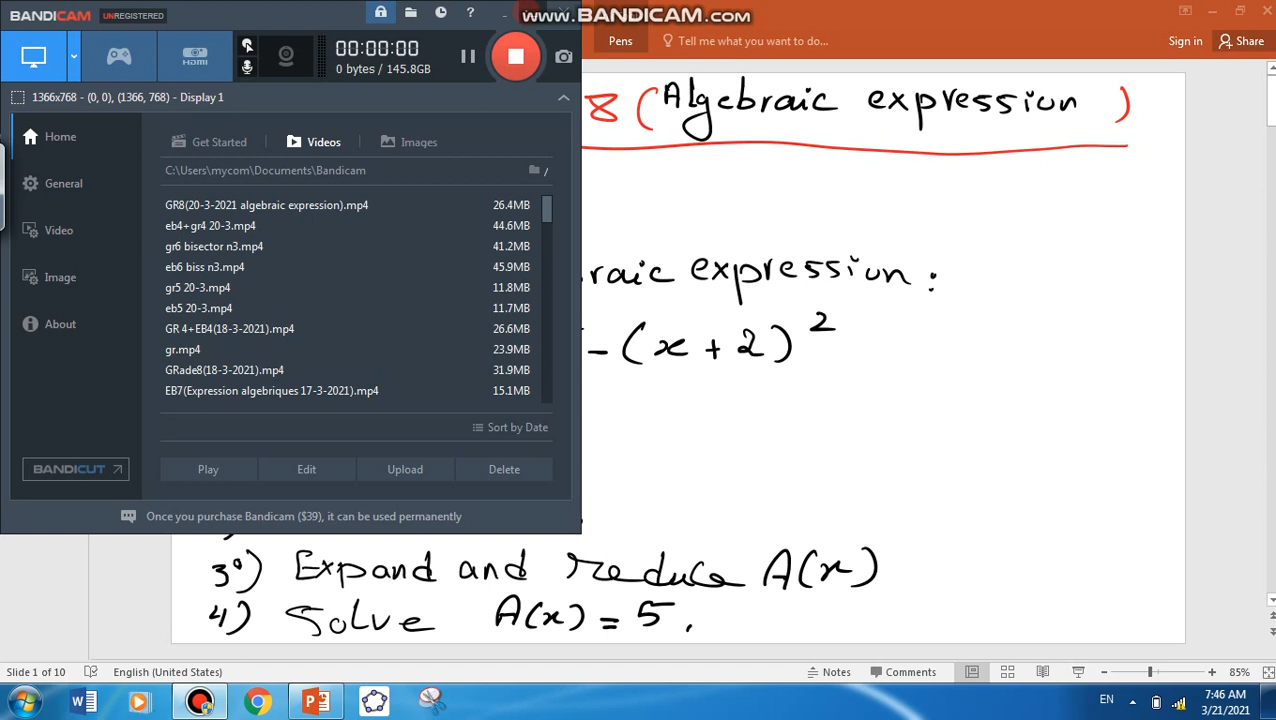 BANDICAM UNREGISTERED
www.BANDICAM.com
00:00:00
0 bytes / 145.8GB
HDMI
1366x768 - (0, 0), (1366, 768) - Display 1
Home
General
Video
Image
About
BANDICUT
Get Started Videos Images
C:\Users\mycom\Documents\Bandicam
GR8(20-3-2021 algebraic expression).mp4 26.4MB
eb4+gr4 20-3.mp4 44.6MB
gr6 bisector n3.mp4 41.2MB
eb6 biss n3.mp4 45.9MB
gr5 20-3.mp4 11.8MB
eb5 20-3.mp4 11.7MB
GR 4+EB4(18-3-2021).mp4 26.6MB
gr.mp4 23.9MB
GRade8(18-3-2021).mp4 31.9MB
EB7(Expression algebriques 17-3-2021).mp4 15.1MB
Sort by Date
Play Edit Upload Delete
Once you purchase Bandicam ($39), it can be used permanently
Pens Tell me what you want to do... Sign in Share
8 (Algebraic expression)
braic expression :
- (x + 2)²
3°) Expand and reduce A(x)
4) Solve A(x) = 5.
Slide 1 of 10 English (United States) Notes Comments 85%
EN 7:46 AM
3/21/2021